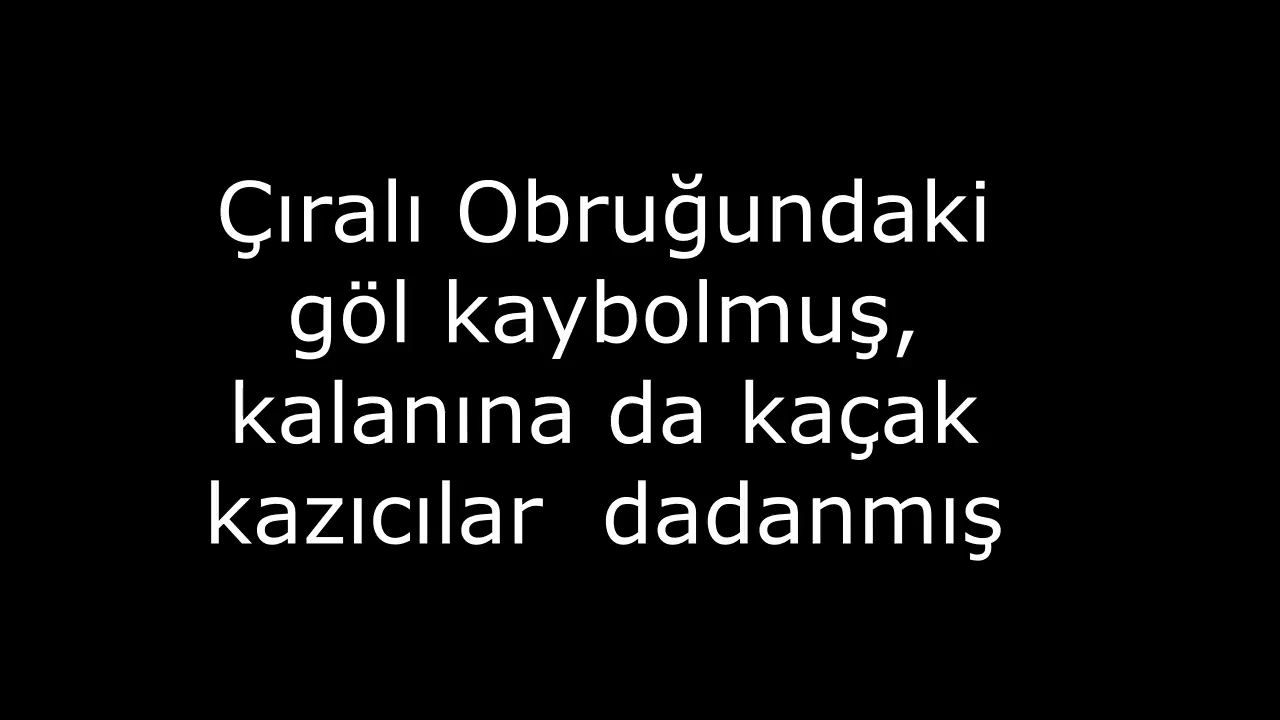 Çıralı Obruğundaki
göl kaybolmuş,
kalanına da kaçak
kazıcılar  dadanmış